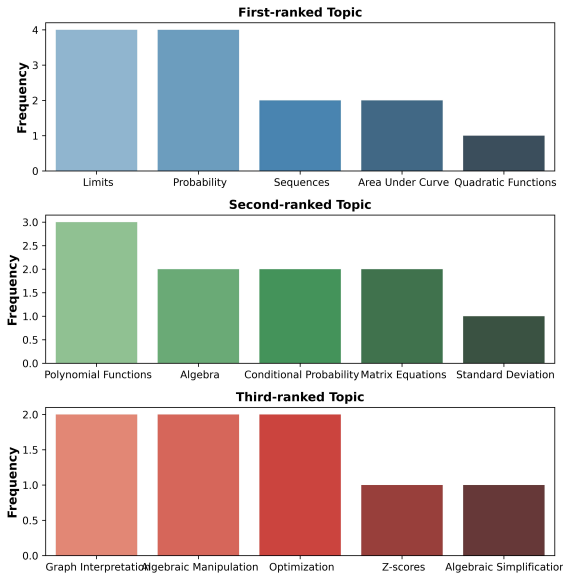 First-ranked Topic
Frequency
4
3
2
1
0
Limits Probability Sequences Area Under Curve Quadratic Functions
Second-ranked Topic
Frequency
3.0
2.5
2.0
1.5
1.0
0.5
0.0
Polynomial Functions Algebra Conditional Probability Matrix Equations Standard Deviation
Third-ranked Topic
Frequency
2.0
1.5
1.0
0.5
0.0
Graph Interpretation Algebraic Manipulation Optimization Z-scores Algebraic Simplification